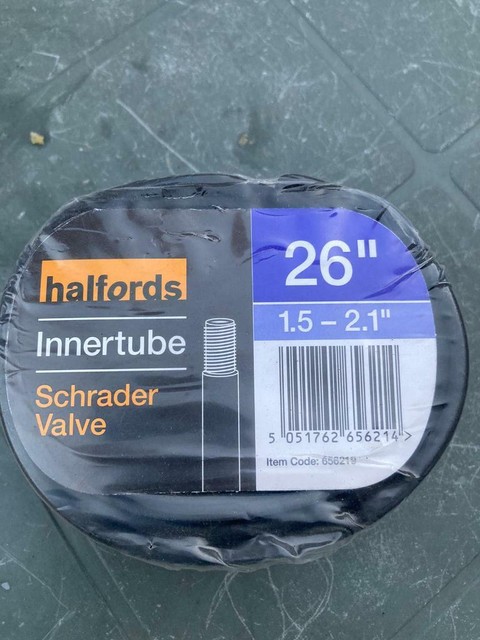 halfords
Innertube
Schrader
Valve
26"
1.5 – 2.1"
5 051762 656214 >
Item Code: 656219